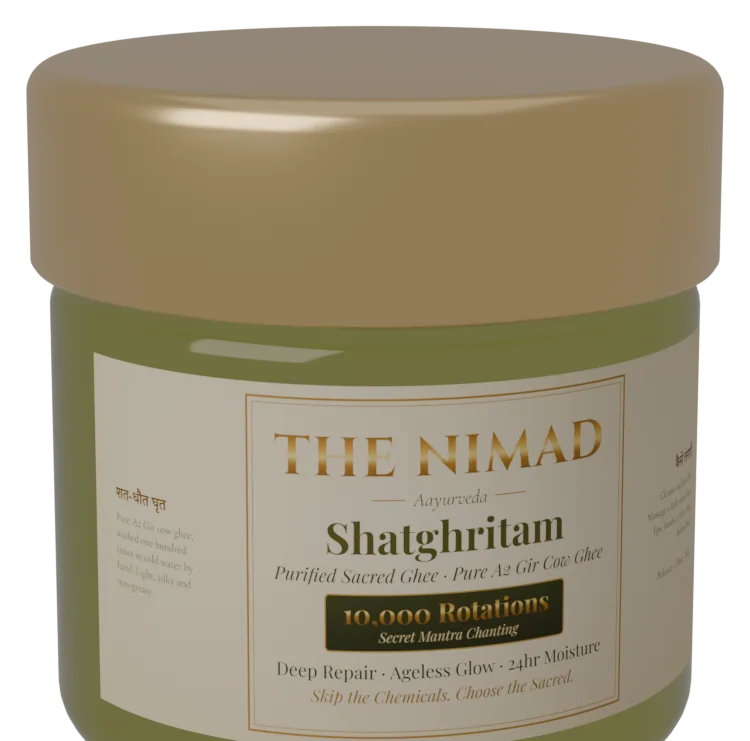 शत-धौत घृत
Pure A2 Gir cow ghee,
washed one hundred
times in cold water by
hand. Light, silky and
non-greasy.
THE NIMAD
Aayurveda
Shatghritam
Purified Sacred Ghee · Pure A2 Gir Cow Ghee
10,000 Rotations
Secret Mantra Chanting
Deep Repair · Ageless Glow · 24hr Moisture
Skip the Chemicals. Choose the Sacred.
कैसे